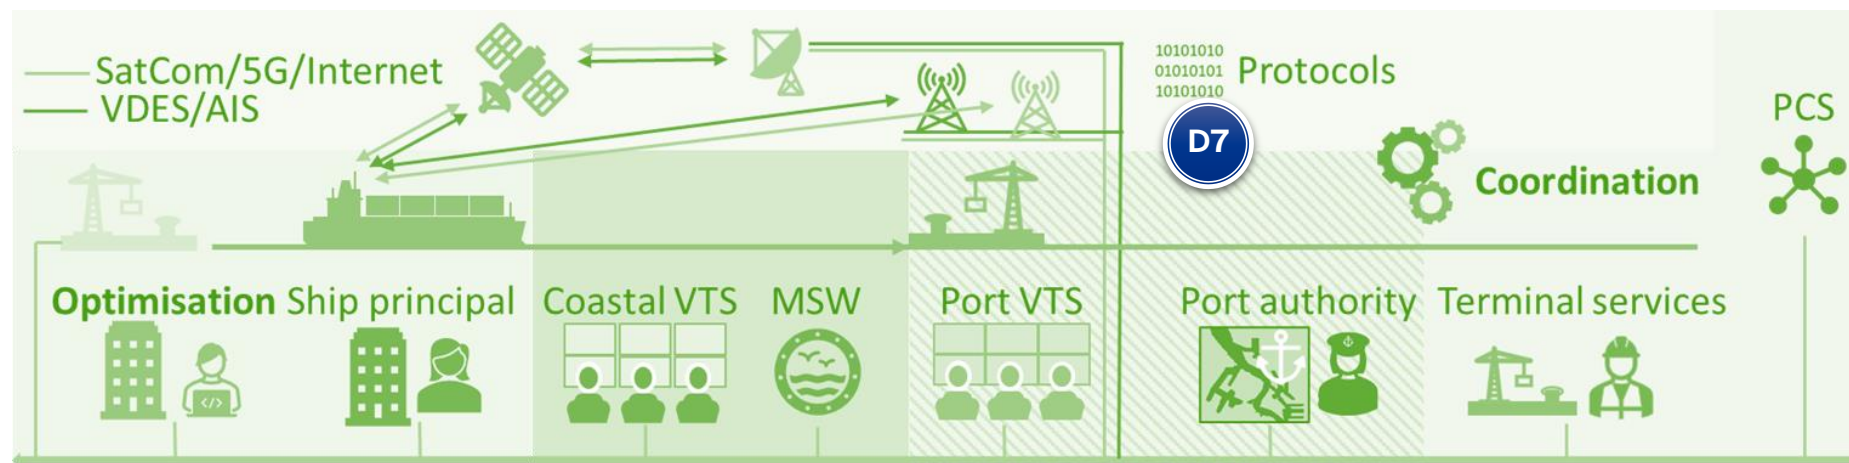 SatCom/5G/Internet
VDES/AIS
10101010
01010101
10101010
Protocols
D7
PCS
Coordination
Optimisation
Ship principal
Coastal VTS
MSW
Port VTS
Port authority
Terminal services
</>